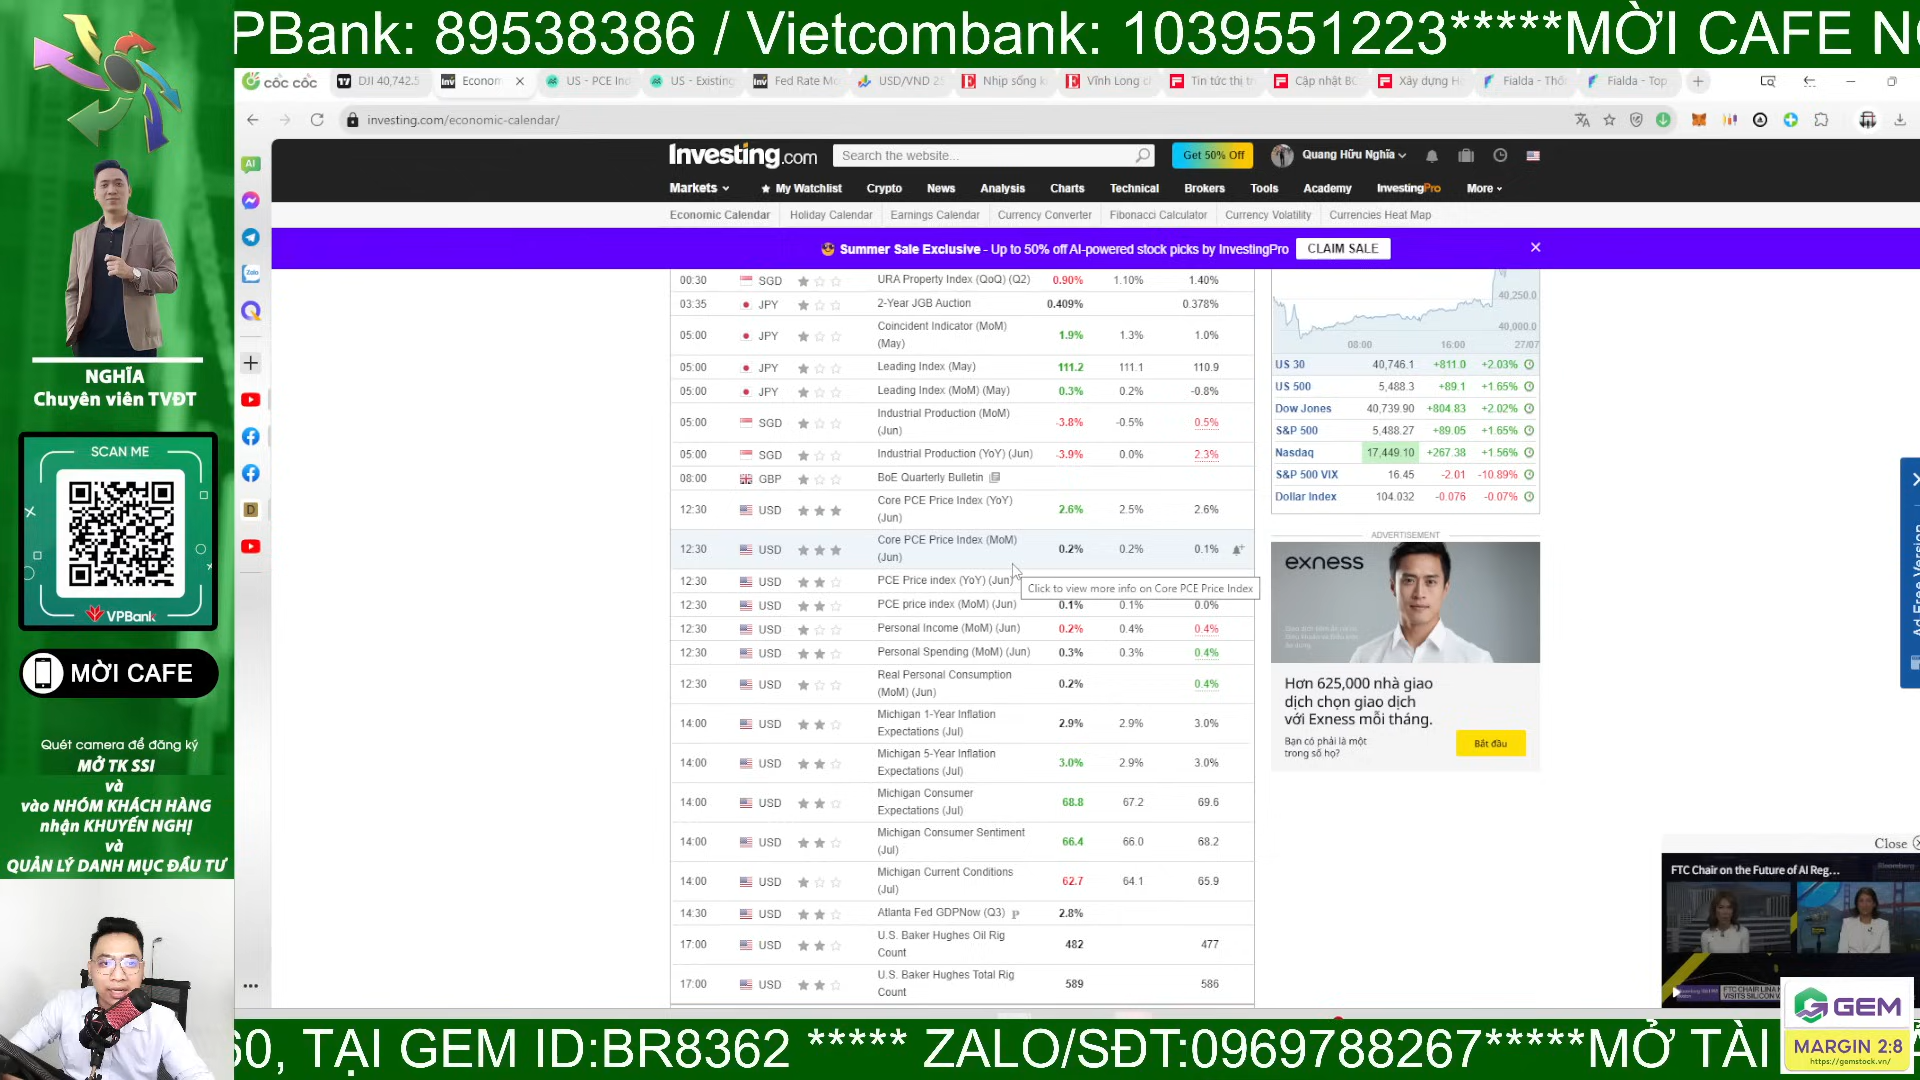 PBank: 89538386 / Vietcombank: 1039551223*****MỜI CAFE
cốc cốc
DJI 40,742.5
Econom
US - PCE Ind
US - Existing
Fed Rate Mo
USD/VND 25
Nhịp sống k
Vĩnh Long
Tin tức thị tr
Cập nhật BC
Xây dựng H
Fialda - Thố
Fialda - Top
investing.com/economic-calendar/
Investing.com
Search the website...
Get 50% Off
Quang Hữu Nghĩa
Markets My Watchlist Crypto News Analysis Charts Technical Brokers Tools Academy InvestingPro More
Economic Calendar Holiday Calendar Earnings Calendar Currency Converter Fibonacci Calculator Currency Volatility Currencies Heat Map
Summer Sale Exclusive - Up to 50% off AI-powered stock picks by InvestingPro CLAIM SALE
00:30 SGD URA Property Index (QoQ) (Q2) 0.90% 1.10% 1.40%
03:35 JPY 2-Year JGB Auction 0.409% 0.378%
05:00 JPY Coincident Indicator (MoM) (May) 1.9% 1.3% 1.0%
05:00 JPY Leading Index (May) 111.2 111.1 110.9
05:00 JPY Leading Index (MoM) (May) 0.3% 0.2% -0.8%
05:00 SGD Industrial Production (MoM) (Jun) -3.8% -0.5% 0.5%
05:00 SGD Industrial Production (YoY) (Jun) -3.9% 0.0% 2.3%
08:00 GBP BoE Quarterly Bulletin
12:30 USD Core PCE Price Index (YoY) (Jun) 2.6% 2.5% 2.6%
12:30 USD Core PCE Price Index (MoM) (Jun) 0.2% 0.2% 0.1%
12:30 USD PCE Price index (YoY) (Jun)
Click to view more info on Core PCE Price Index
12:30 USD PCE price index (MoM) (Jun) 0.1% 0.1% 0.0%
12:30 USD Personal Income (MoM) (Jun) 0.2% 0.4% 0.4%
12:30 USD Personal Spending (MoM) (Jun) 0.3% 0.3% 0.4%
12:30 USD Real Personal Consumption (MoM) (Jun) 0.2% 0.4%
14:00 USD Michigan 1-Year Inflation Expectations (Jul) 2.9% 2.9% 3.0%
14:00 USD Michigan 5-Year Inflation Expectations (Jul) 3.0% 2.9% 3.0%
14:00 USD Michigan Consumer Expectations (Jul) 68.8 67.2 69.6
14:00 USD Michigan Consumer Sentiment (Jul) 66.4 66.0 68.2
14:00 USD Michigan Current Conditions (Jul) 62.7 64.1 65.9
14:30 USD Atlanta Fed GDPNow (Q3) P 2.8%
17:00 USD U.S. Baker Hughes Oil Rig Count 482 477
17:00 USD U.S. Baker Hughes Total Rig Count 589 586
40,250.0
40,000.0
08:00 16:00 27/07
US 30 40,746.1 +811.0 +2.03%
US 500 5,488.3 +89.1 +1.65%
Dow Jones 40,739.90 +804.83 +2.02%
S&P 500 5,488.27 +89.05 +1.65%
Nasdaq 17,449.10 +267.38 +1.56%
S&P 500 VIX 16.45 -2.01 -10.89%
Dollar Index 104.032 -0.076 -0.07%
ADVERTISEMENT
exness
Hơn 625,000 nhà giao
dịch chọn giao dịch
với Exness mỗi tháng.
Bạn có phải là một
trong số họ?
Bắt đầu
Ad-Free Version
Close
FTC Chair on the Future of AI Reg...
Bloomberg
GEM
MARGIN 2:8
https://gemstock.vn/
NGHĨA
Chuyên viên TVĐT
SCAN ME
VPBank
MỜI CAFE
Quét camera để đăng ký
MỞ TK SSI
và
vào NHÓM KHÁCH HÀNG
nhận KHUYẾN NGHỊ
và
QUẢN LÝ DANH MỤC ĐẦU TƯ
AI
Zalo
D
60, TẠI GEM ID:BR8362 ***** ZALO/SĐT:0969788267*****MỞ TÀI